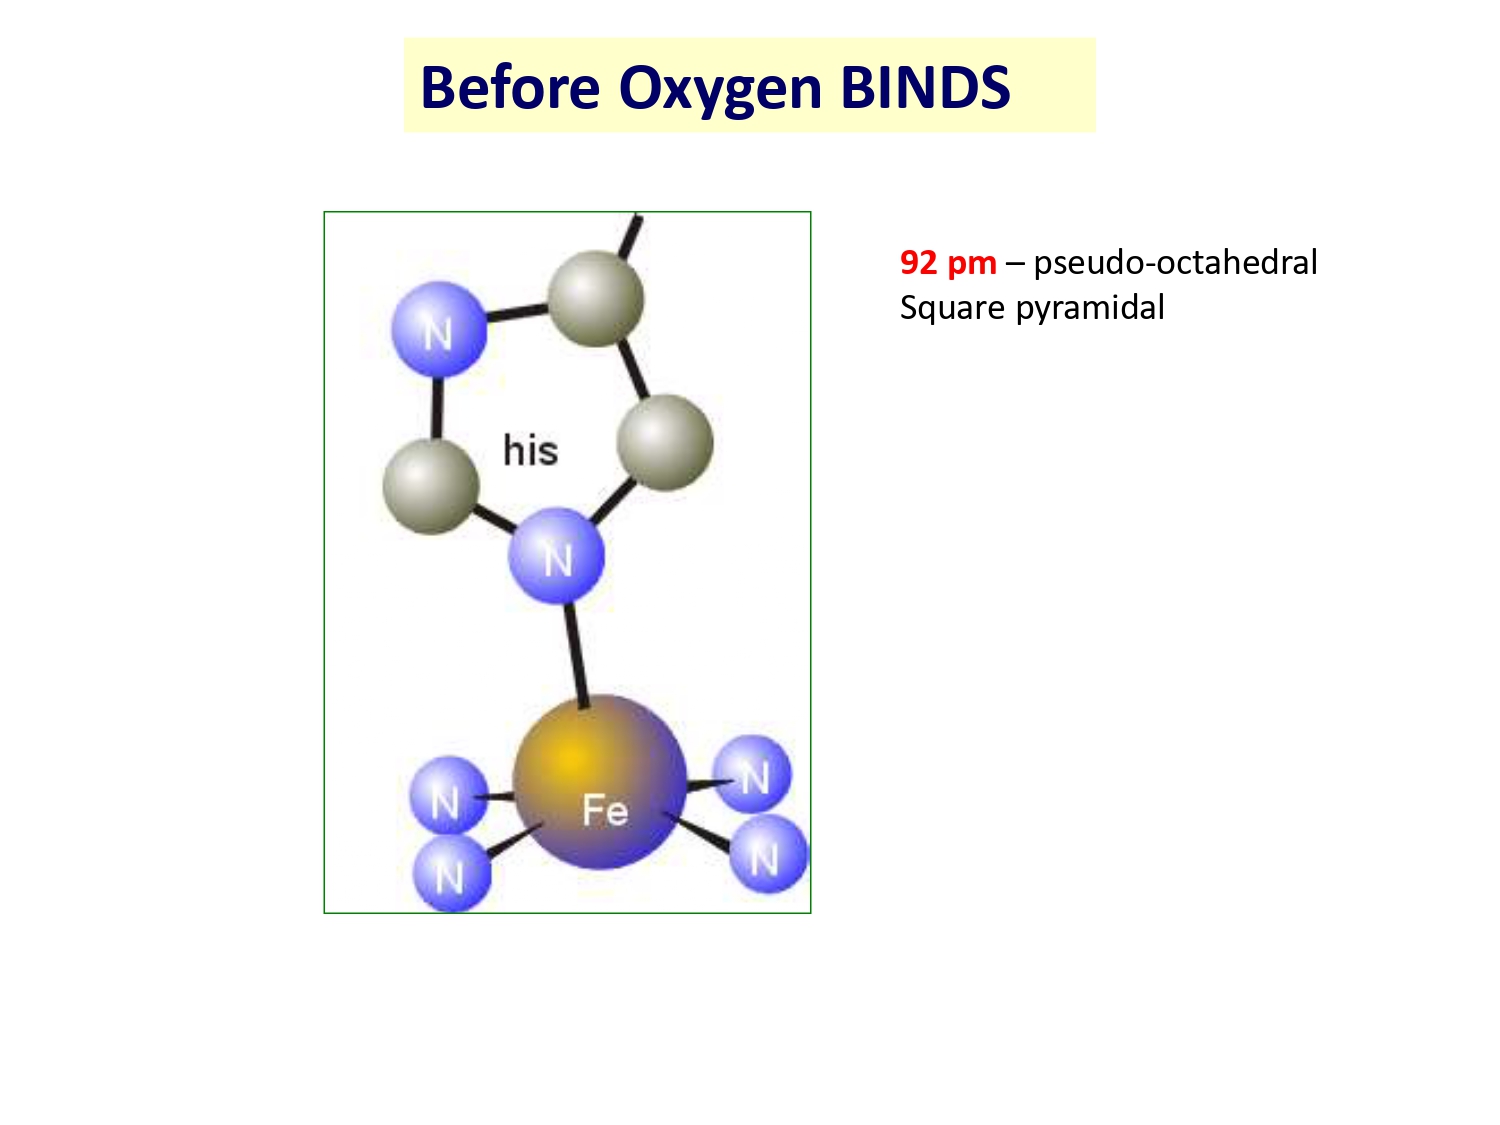 Before Oxygen BINDS
92 pm – pseudo-octahedral
Square pyramidal
N
his
N
Fe
N
N
N
N